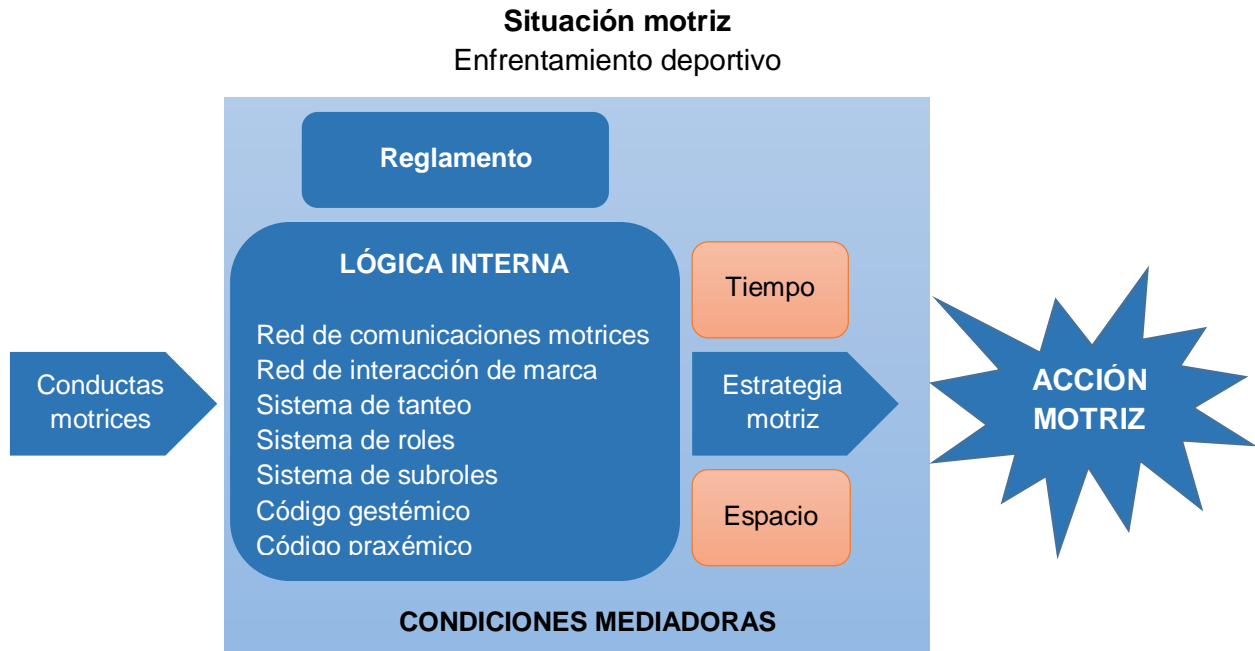 Situación motriz
Enfrentamiento deportivo
Reglamento
LÓGICA INTERNA
Red de comunicaciones motrices
Red de interacción de marca
Sistema de tanteo
Sistema de roles
Sistema de subroles
Código gestémico
Código praxémico
Conductas
motrices
Tiempo
Estrategia
motriz
Espacio
ACCIÓN
MOTRIZ
CONDICIONES MEDIADORAS